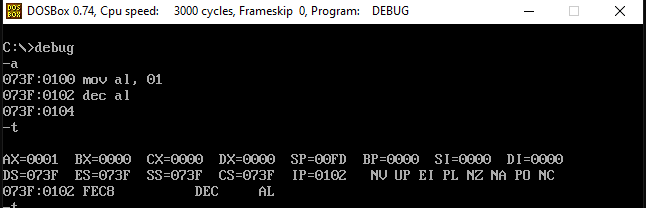 DOSBox 0.74, Cpu speed:    3000 cycles, Frameskip  0, Program:   DEBUG
C:\>debug
-a
073F:0100 mov al, 01
073F:0102 dec al
073F:0104
-t
AX=0001  BX=0000  CX=0000  DX=0000  SP=00FD  BP=0000  SI=0000  DI=0000
DS=073F  ES=073F  SS=073F  CS=073F  IP=0102   NV UP EI PL NZ NA PO NC
073F:0102 FEC8          DEC     AL
-t